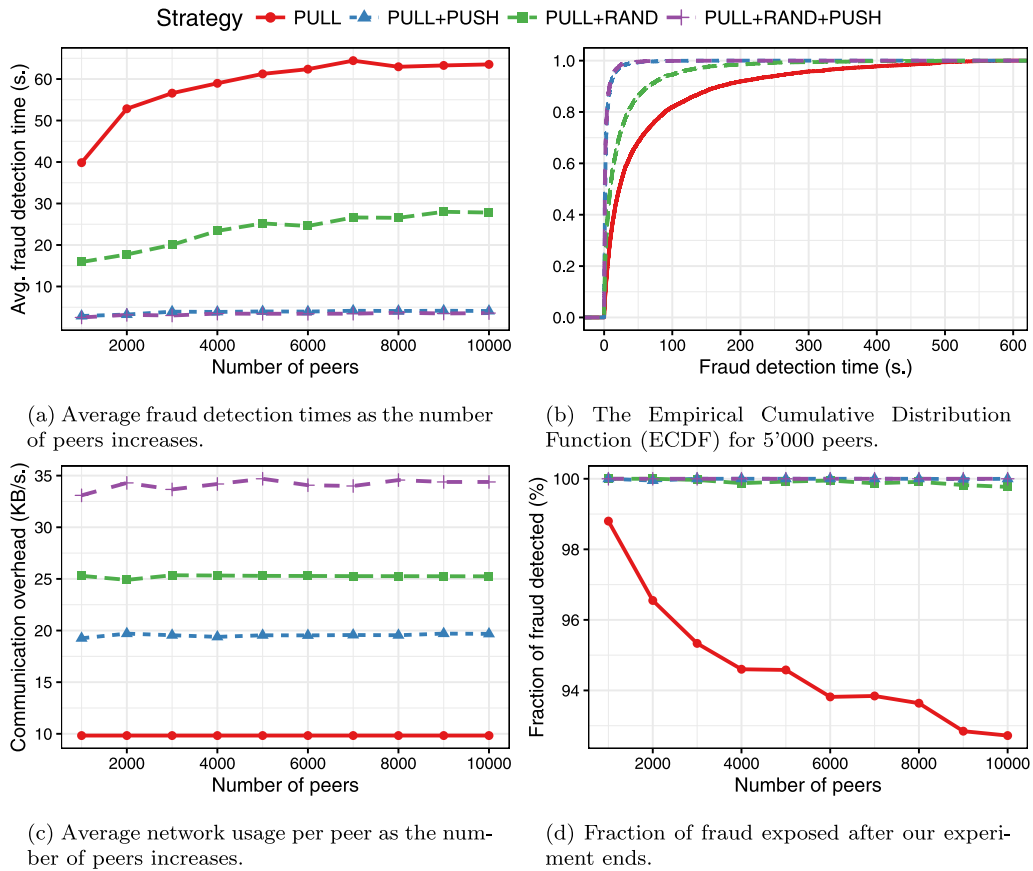 Strategy PULL PULL+PUSH PULL+RAND PULL+RAND+PUSH
Avg. fraud detection time (s.)
60
50
40
30
20
10
2000 4000 6000 8000 10000
Number of peers
(a) Average fraud detection times as the number
of peers increases.
1.0
0.8
0.6
0.4
0.2
0.0
0 100 200 300 400 500 600
Fraud detection time (s.)
(b) The Empirical Cumulative Distribution
Function (ECDF) for 5'000 peers.
Communication overhead (KB/s.)
35
30
25
20
15
10
2000 4000 6000 8000 10000
Number of peers
(c) Average network usage per peer as the num-
ber of peers increases.
Fraction of fraud detected (%)
100
98
96
94
2000 4000 6000 8000 10000
Number of peers
(d) Fraction of fraud exposed after our experi-
ment ends.